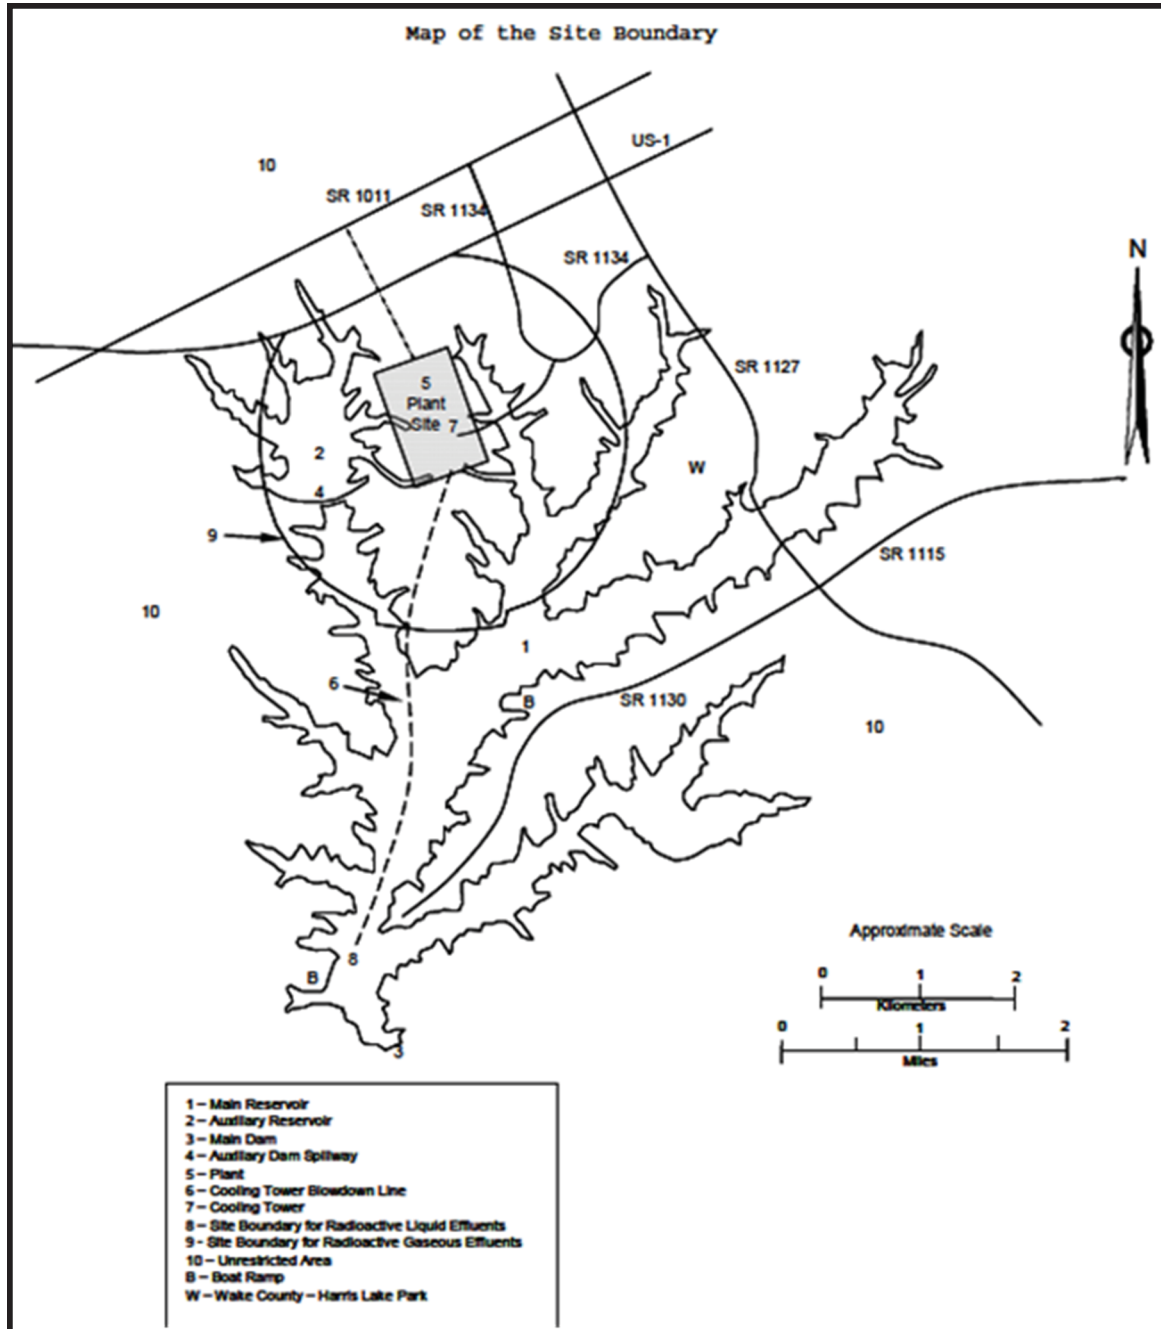 Map of the Site Boundary
US-1
10
SR 1011
SR 1134
SR 1134
N
5
Plant
Site 7
SR 1127
2
W
4
9
SR 1115
10
1
6
B
SR 1130
10
Approximate Scale
0 1 2
Kilometers
8
B
0 1 2
Miles
3
1 – Main Reservoir
2 – Auxiliary Reservoir
3 – Main Dam
4 – Auxiliary Dam Spillway
5 – Plant
6 – Cooling Tower Blowdown Line
7 – Cooling Tower
8 – Site Boundary for Radioactive Liquid Effluents
9 - Site Boundary for Radioactive Gaseous Effluents
10 – Unrestricted Area
B – Boat Ramp
W – Wake County – Harris Lake Park